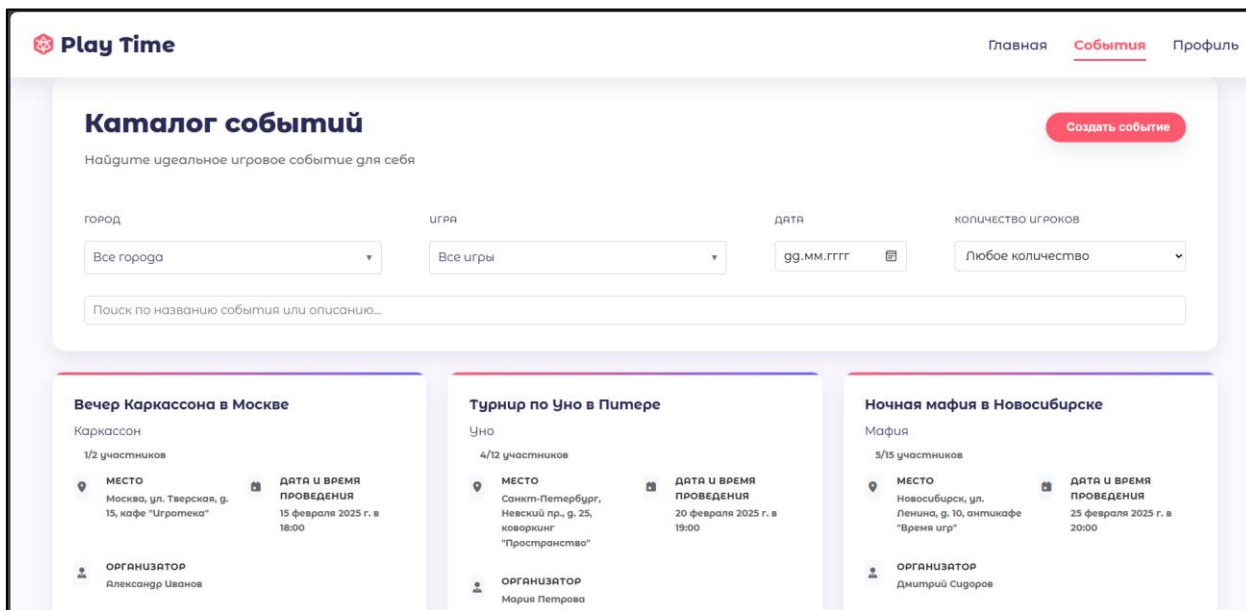 Play Time
Главная События Профиль
Каталог событий
Создать событие
Найдите идеальное игровое событие для себя
ГОРОД ИГРА ДАТА КОЛИЧЕСТВО ИГРОКОВ
Все города Все игры дд.мм.гггг Любое количество
Поиск по названию события или описанию...
Вечер Каркассона в Москве
Каркассон
1/2 участников
МЕСТО
Москва, ул. Тверская, д.
15, кафе "Игротека"
ДАТА И ВРЕМЯ
ПРОВЕДЕНИЯ
15 февраля 2025 г. в
18:00
ОРГАНИЗАТОР
Александр Иванов
Турнир по Уно в Питере
Уно
4/12 участников
МЕСТО
Санкт-Петербург,
Невский пр., д. 25,
коворкинг
"Пространство"
ДАТА И ВРЕМЯ
ПРОВЕДЕНИЯ
20 февраля 2025 г. в
19:00
ОРГАНИЗАТОР
Мария Петрова
Ночная мафия в Новосибирске
Мафия
5/15 участников
МЕСТО
Новосибирск, ул.
Ленина, д. 10, антикафе
"Время игр"
ДАТА И ВРЕМЯ
ПРОВЕДЕНИЯ
25 февраля 2025 г. в
20:00
ОРГАНИЗАТОР
Дмитрий Сидоров